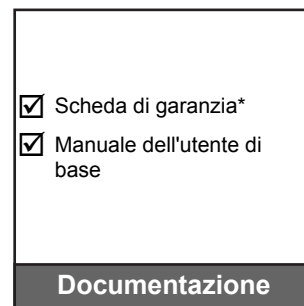 Scheda di garanzia*
Manuale dell'utente di
base
Documentazione